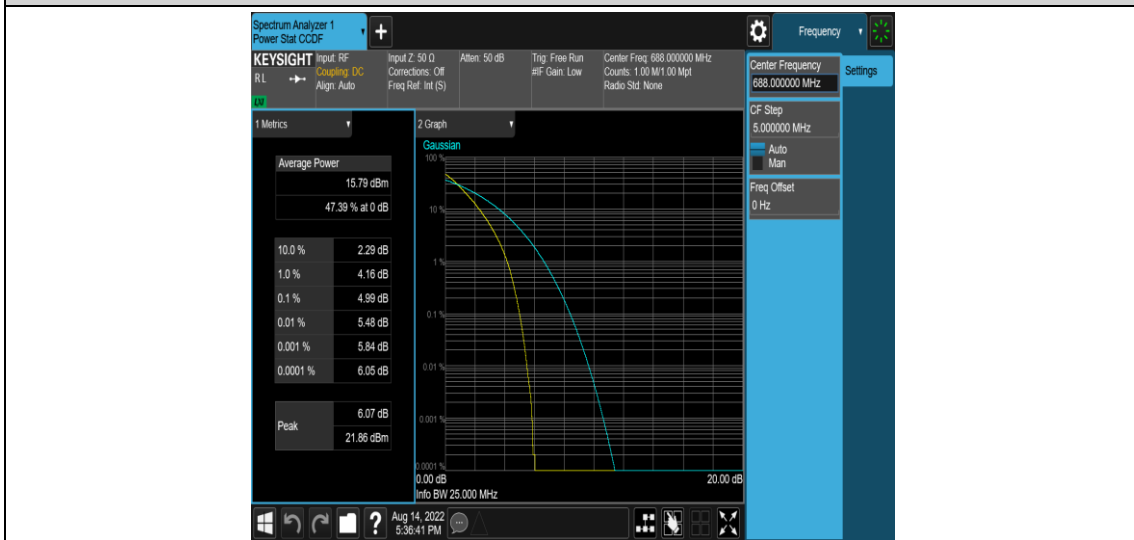 Spectrum Analyzer 1
Power Stat CCDF
+
Frequency
KEYSIGHT
RL
LXI
Input: RF
Coupling: DC
Align: Auto
Input Z: 50 Ω
Corrections: Off
Freq Ref: Int (S)
Atten: 50 dB
Trig: Free Run
#IF Gain: Low
Center Freq: 688.000000 MHz
Counts: 1.00 M/1.00 Mpt
Radio Std: None
Center Frequency
688.000000 MHz
Settings
CF Step
5.000000 MHz
Auto
Man
Freq Offset
0 Hz
1 Metrics
Average Power
15.79 dBm
47.39 % at 0 dB
10.0 % 2.29 dB
1.0 % 4.16 dB
0.1 % 4.99 dB
0.01 % 5.48 dB
0.001 % 5.84 dB
0.0001 % 6.05 dB
Peak
6.07 dB
21.86 dBm
2 Graph
Gaussian
100 %
10 %
1 %
0.1 %
0.01 %
0.001 %
0.0001 %
0.00 dB
20.00 dB
Info BW 25.000 MHz
?
Aug 14, 2022
5:36:41 PM